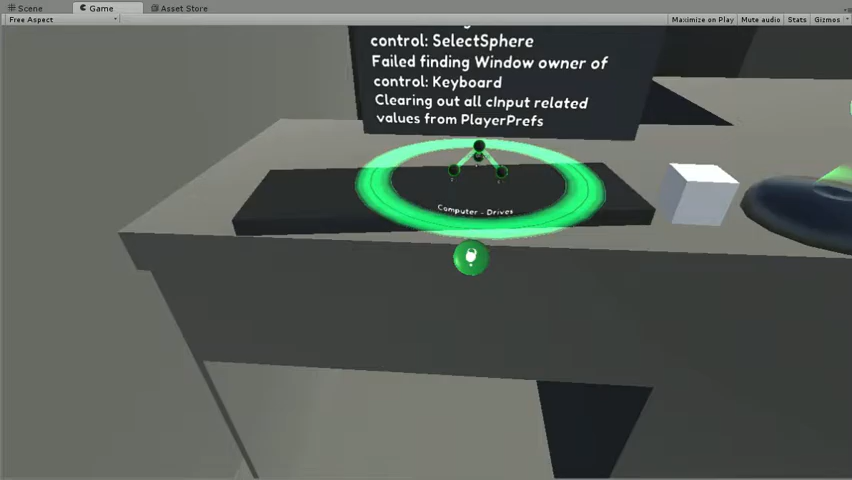 Scene Game Asset Store
Free Aspect Maximize on Play Mute audio Stats Gizmos
control: SelectSphere
Failed finding Window owner of
control: Keyboard
Clearing out all cInput related
values from PlayerPrefs
Computer - Drives